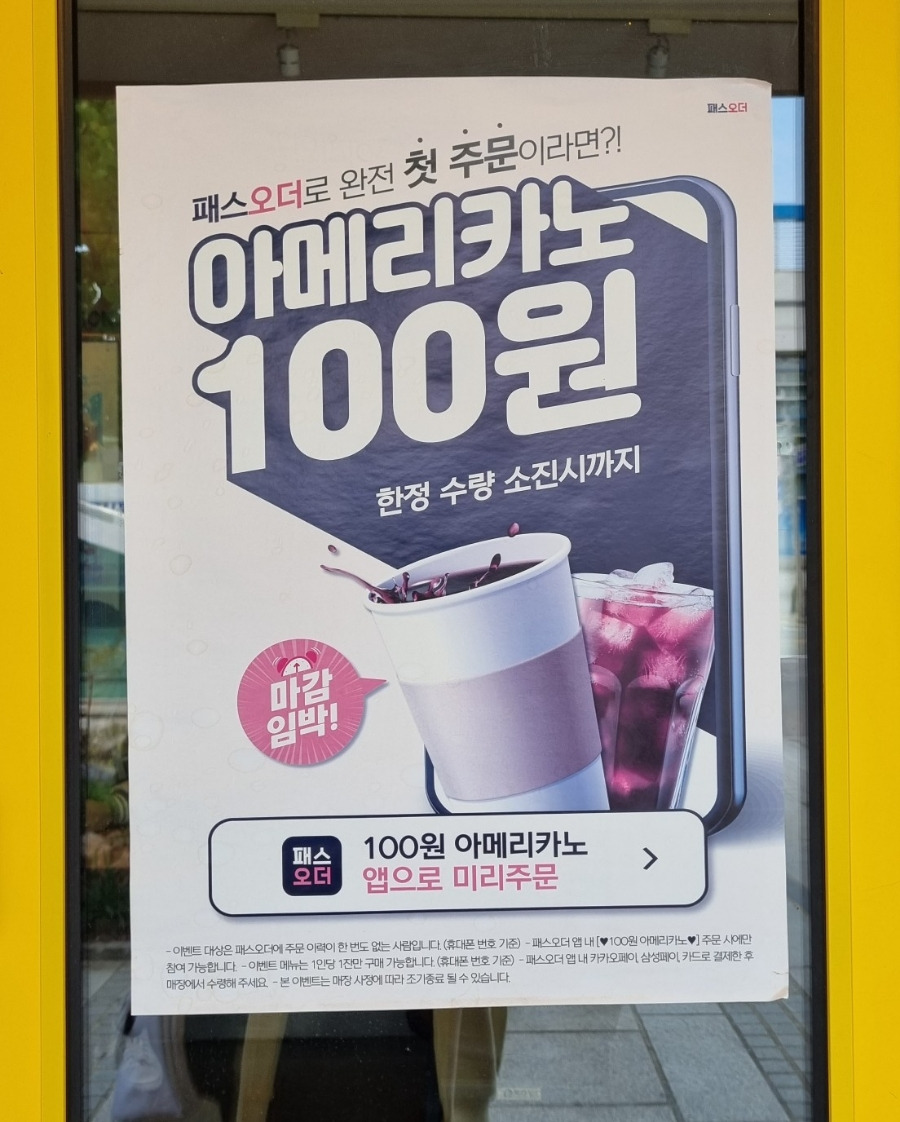 패스오더
패스오더로 완전 첫 주문이라면?!
아메리카노
100원
한정 수량 소진시까지
마감
임박!
패스
오더
100원 아메리카노
앱으로 미리주문
- 이벤트 대상은 패스오더에 주문 이력이 한 번도 없는 사람입니다. (휴대폰 번호 기준) - 패스오더 앱 내 [♥100원 아메리카노♥] 주문 시에만
참여 가능합니다. - 이벤트 메뉴는 1인당 1잔만 구매 가능합니다. (휴대폰 번호 기준) - 패스오더 앱 내 카카오페이, 삼성페이, 카드로 결제한 후
매장에서 수령해 주세요. - 본 이벤트는 매장 사정에 따라 조기종료 될 수 있습니다.